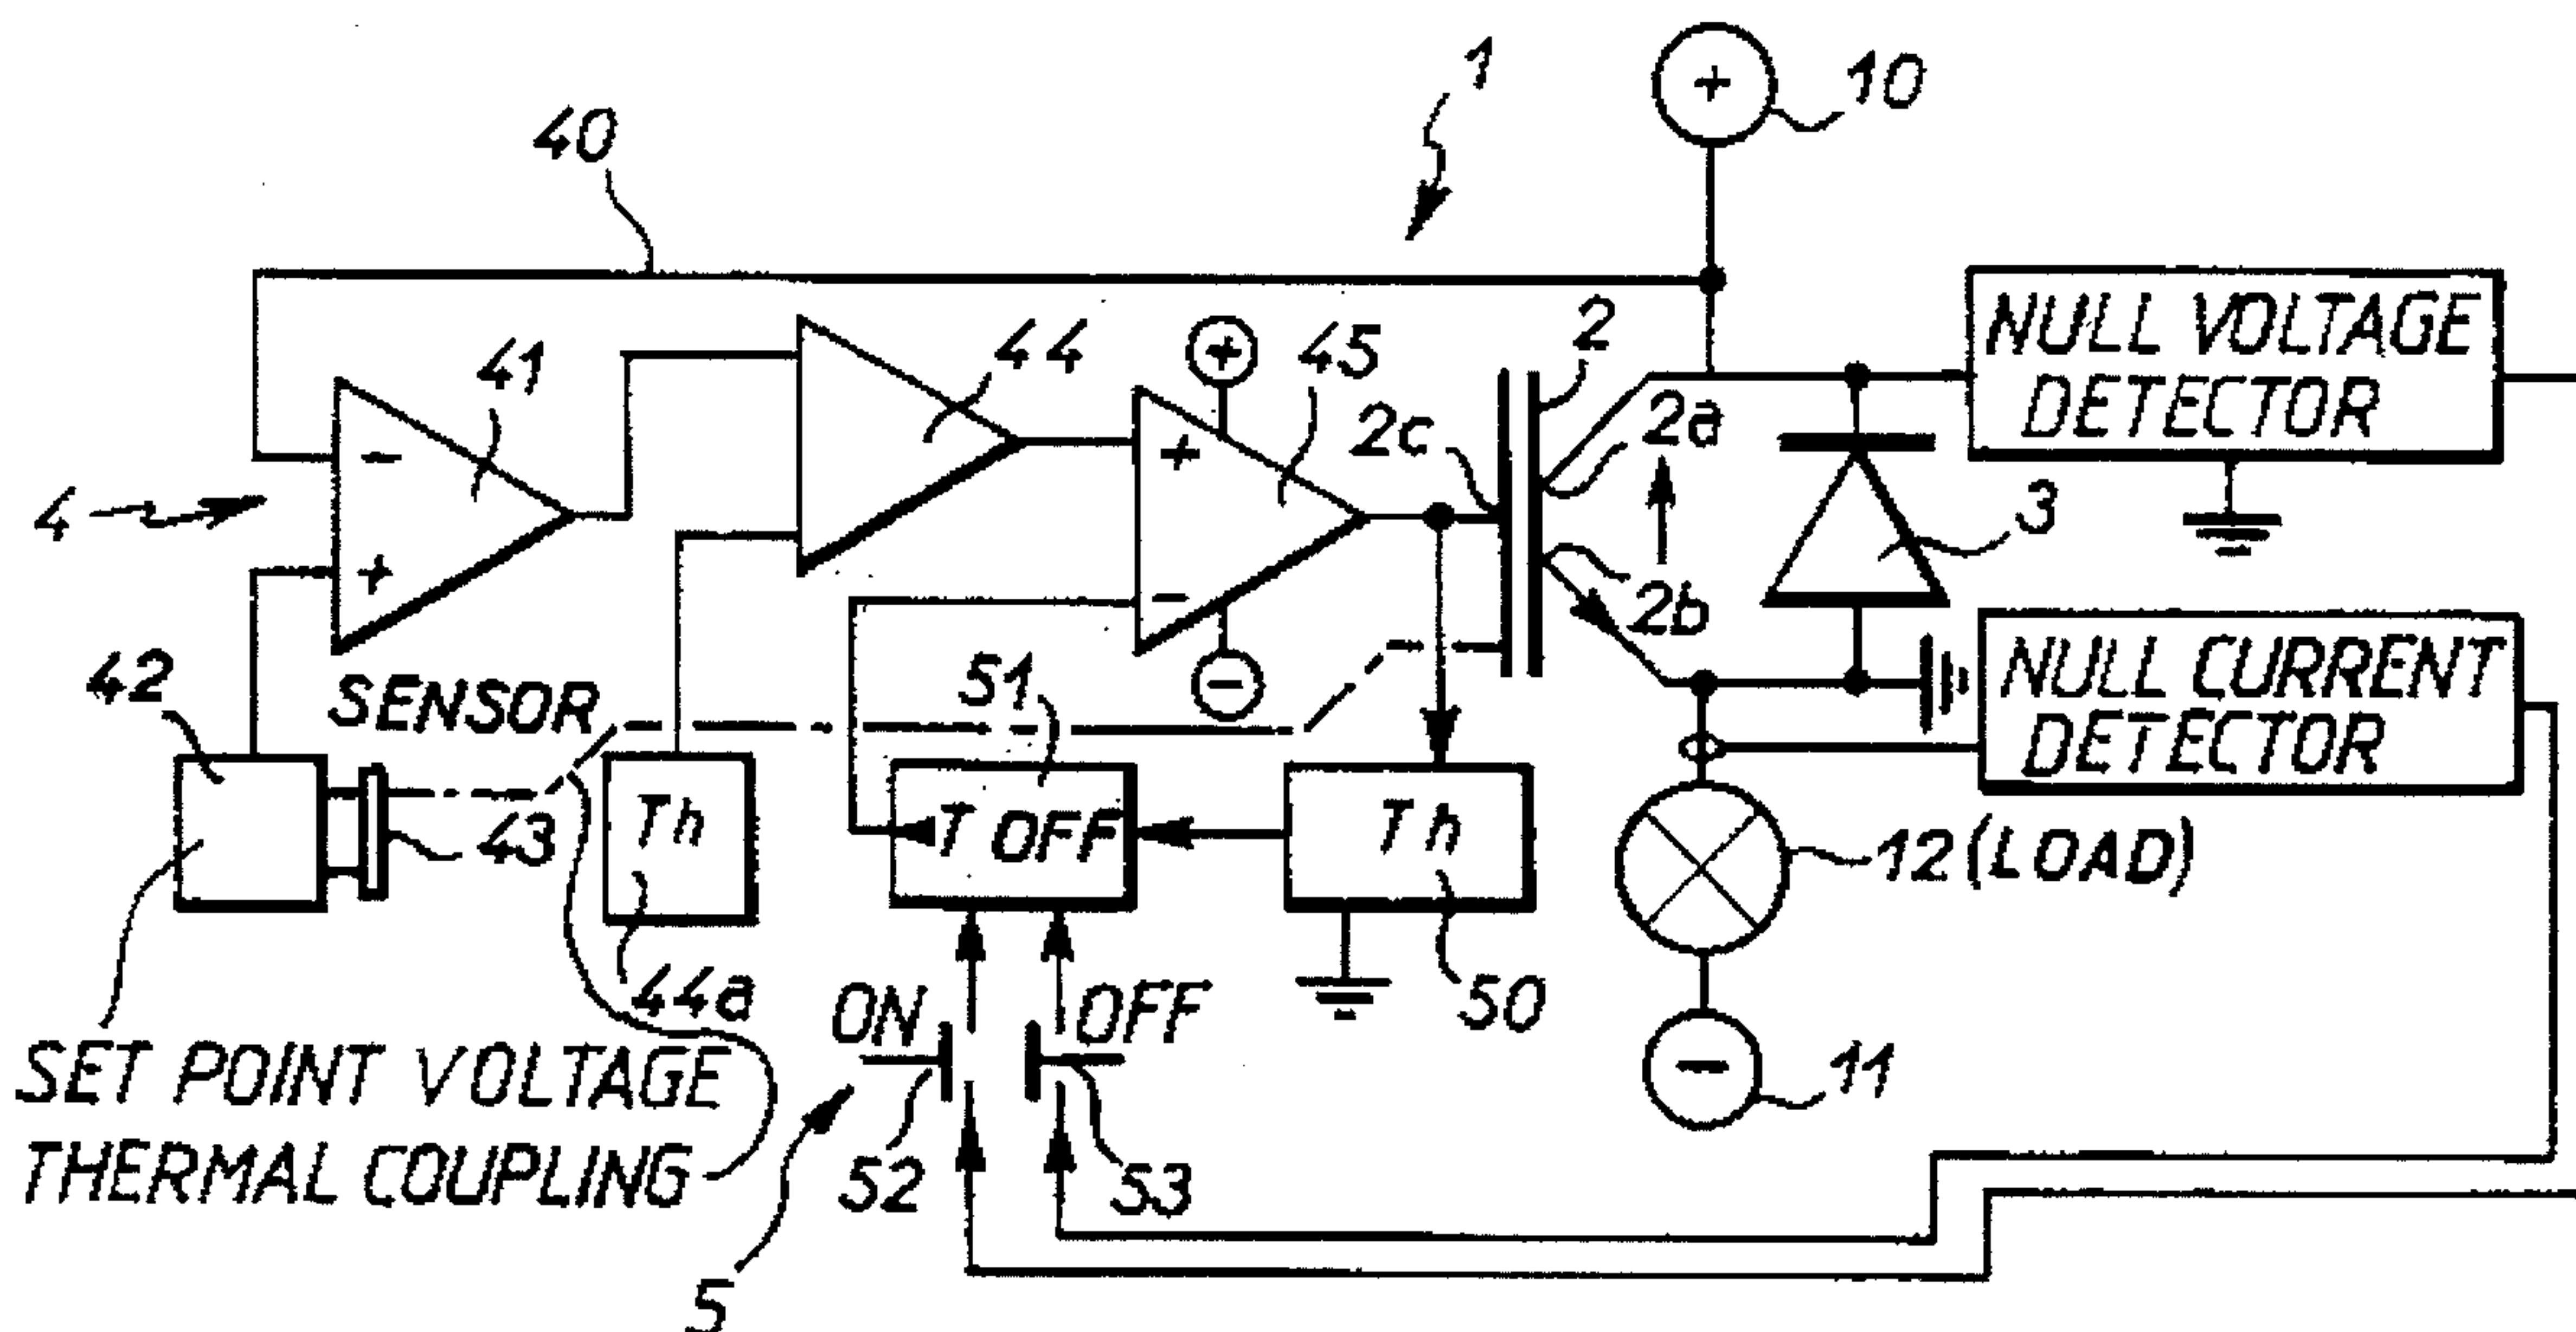 1
+
10
40
NULL VOLTAGE
DETECTOR
2
44
+
45
41
2c
2a
-
+
4
3
+
-
2b
-
42
SENSOR
51
NULL CURRENT
DETECTOR
43
Th
T OFF
Th
12 (LOAD)
44a
ON
OFF
50
-
11
SET POINT VOLTAGE
THERMAL COUPLING
52
53
5